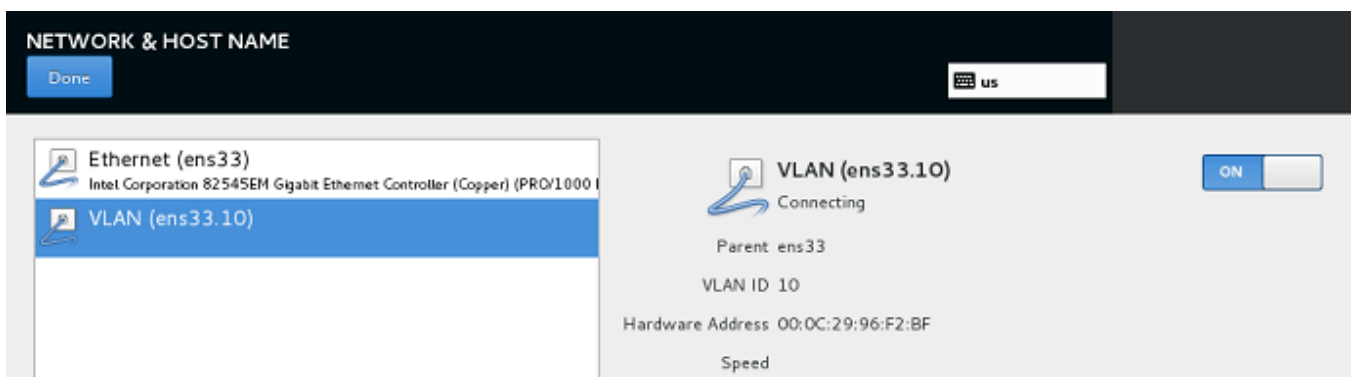 NETWORK & HOST NAME
Done
us
Ethernet (ens33)
Intel Corporation 82545EM Gigabit Ethernet Controller (Copper) (PRO/1000
VLAN (ens33.10)
VLAN (ens33.10)
ON
Connecting
Parent ens33
VLAN ID 10
Hardware Address 00:0C:29:96:F2:BF
Speed